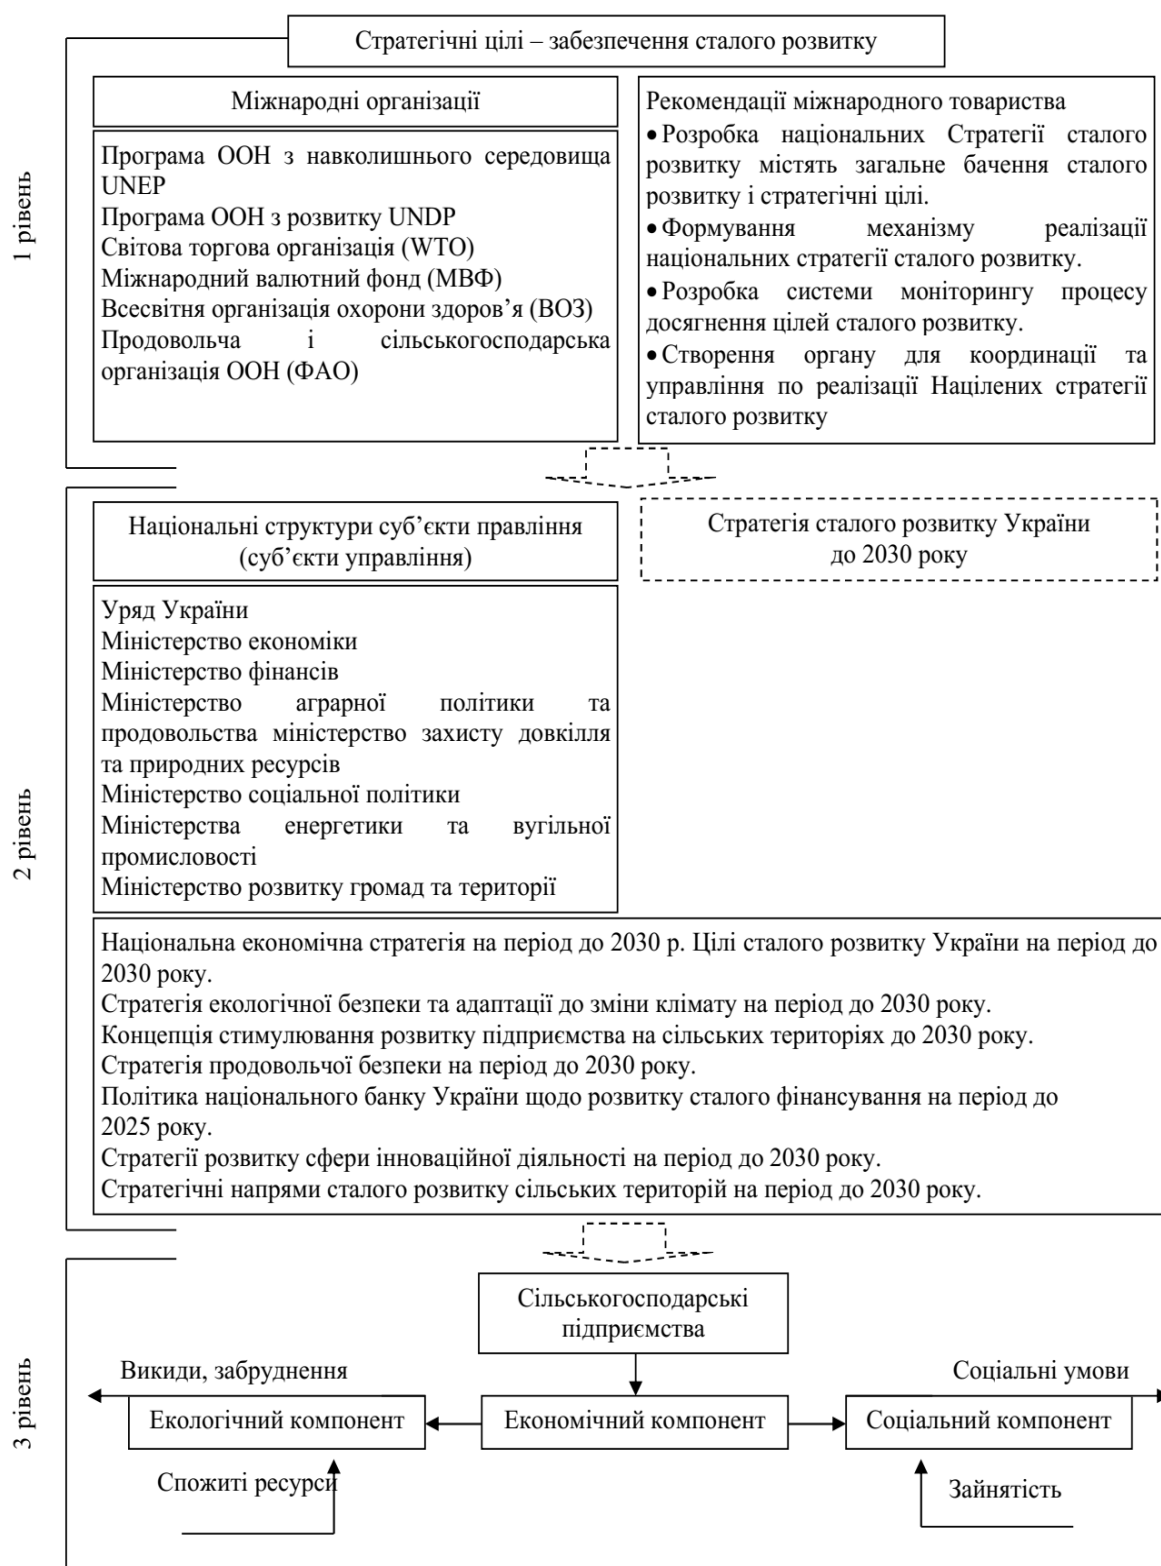 Стратегічні цілі – забезпечення сталого розвитку
1 рівень
Міжнародні організації
Програма ООН з навколишнього середовища
UNEP
Програма ООН з розвитку UNDP
Світова торгова організація (WTO)
Міжнародний валютний фонд (МВФ)
Всесвітня організація охорони здоров’я (ВОЗ)
Продовольча і сільськогосподарська
організація ООН (ФАО)
Рекомендації міжнародного товариства
• Розробка національних Стратегії сталого
розвитку містять загальне бачення сталого
розвитку і стратегічні цілі.
• Формування механізму реалізації
національних стратегії сталого розвитку.
• Розробка системи моніторингу процесу
досягнення цілей сталого розвитку.
• Створення органу для координації та
управління по реалізації Націлених стратегії
сталого розвитку
2 рівень
Національні структури суб’єкти правління
(суб’єкти управління)
Стратегія сталого розвитку України
до 2030 року
Уряд України
Міністерство економіки
Міністерство фінансів
Міністерство аграрної політики та
продовольства міністерство захисту довкілля
та природних ресурсів
Міністерство соціальної політики
Міністерства енергетики та вугільної
промисловості
Міністерство розвитку громад та території
Національна економічна стратегія на період до 2030 р. Цілі сталого розвитку України на період до
2030 року.
Стратегія екологічної безпеки та адаптації до зміни клімату на період до 2030 року.
Концепція стимулювання розвитку підприємства на сільських територіях до 2030 року.
Стратегія продовольчої безпеки на період до 2030 року.
Політика національного банку України щодо розвитку сталого фінансування на період до
2025 року.
Стратегії розвитку сфери інноваційної діяльності на період до 2030 року.
Стратегічні напрями сталого розвитку сільських територій на період до 2030 року.
3 рівень
Сільськогосподарські
підприємства
Викиди, забруднення
Соціальні умови
Екологічний компонент
Економічний компонент
Соціальний компонент
Спожиті ресурси
Зайнятість